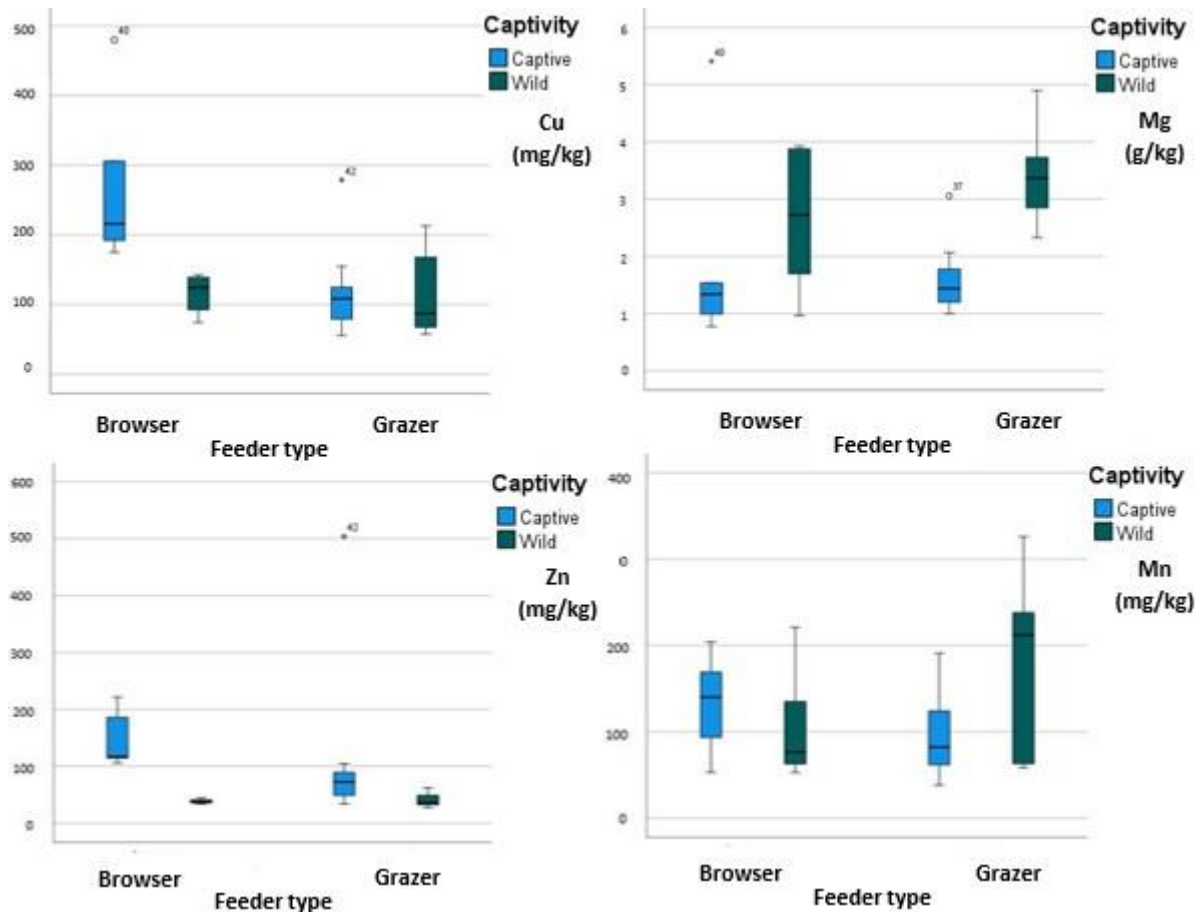 500
400
300
200
100
0
40
42
Captivity
Captive
Wild
Cu
(mg/kg)
Browser
Grazer
Feeder type
6
5
4
3
2
1
0
40
37
Captivity
Captive
Wild
Mg
(g/kg)
Browser
Grazer
Feeder type
600
500
400
300
200
100
0
42
Captivity
Captive
Wild
Zn
(mg/kg)
Browser
Grazer
Feeder type
400
0
200
100
0
Captivity
Captive
Wild
Mn
(mg/kg)
Browser
Grazer
Feeder type